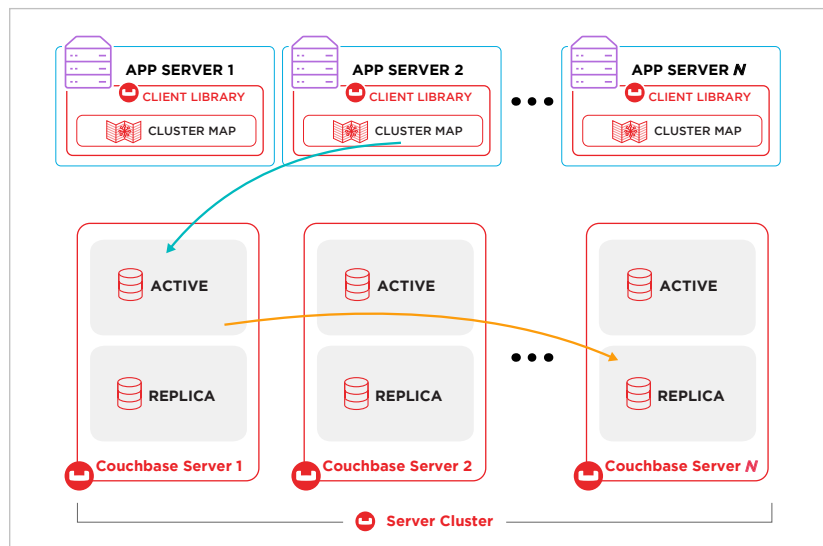 APP SERVER 1
CLIENT LIBRARY
CLUSTER MAP
APP SERVER 2
CLIENT LIBRARY
CLUSTER MAP
APP SERVER N
CLIENT LIBRARY
CLUSTER MAP
ACTIVE
REPLICA
Couchbase Server 1
ACTIVE
REPLICA
Couchbase Server 2
ACTIVE
REPLICA
Couchbase Server N
Server Cluster